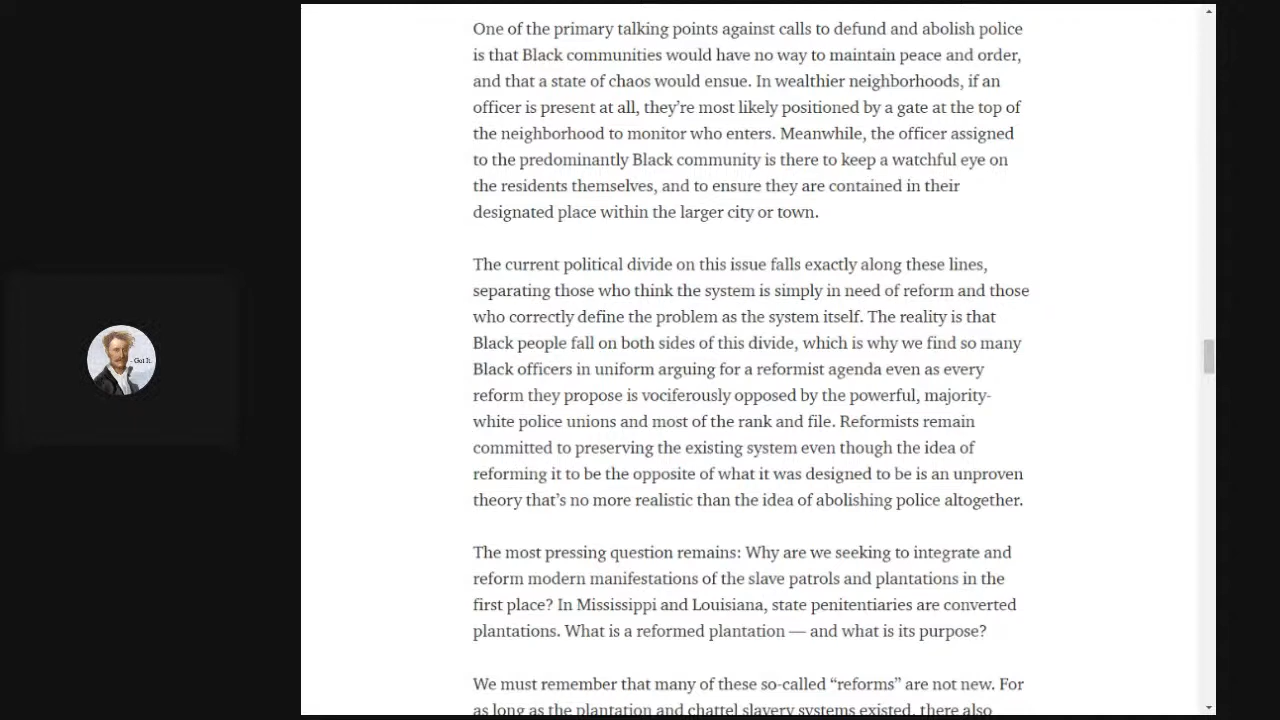 One of the primary talking points against calls to defund and abolish police
is that Black communities would have no way to maintain peace and order,
and that a state of chaos would ensue. In wealthier neighborhoods, if an
officer is present at all, they’re most likely positioned by a gate at the top of
the neighborhood to monitor who enters. Meanwhile, the officer assigned
to the predominantly Black community is there to keep a watchful eye on
the residents themselves, and to ensure they are contained in their
designated place within the larger city or town.
The current political divide on this issue falls exactly along these lines,
separating those who think the system is simply in need of reform and those
who correctly define the problem as the system itself. The reality is that
Black people fall on both sides of this divide, which is why we find so many
Black officers in uniform arguing for a reformist agenda even as every
reform they propose is vociferously opposed by the powerful, majority-
white police unions and most of the rank and file. Reformists remain
committed to preserving the existing system even though the idea of
reforming it to be the opposite of what it was designed to be is an unproven
theory that’s no more realistic than the idea of abolishing police altogether.
- Got It.
The most pressing question remains: Why are we seeking to integrate and
reform modern manifestations of the slave patrols and plantations in the
first place? In Mississippi and Louisiana, state penitentiaries are converted
plantations. What is a reformed plantation — and what is its purpose?
We must remember that many of these so-called “reforms” are not new. For
as long as the plantation and chattel slavery systems existed, there also